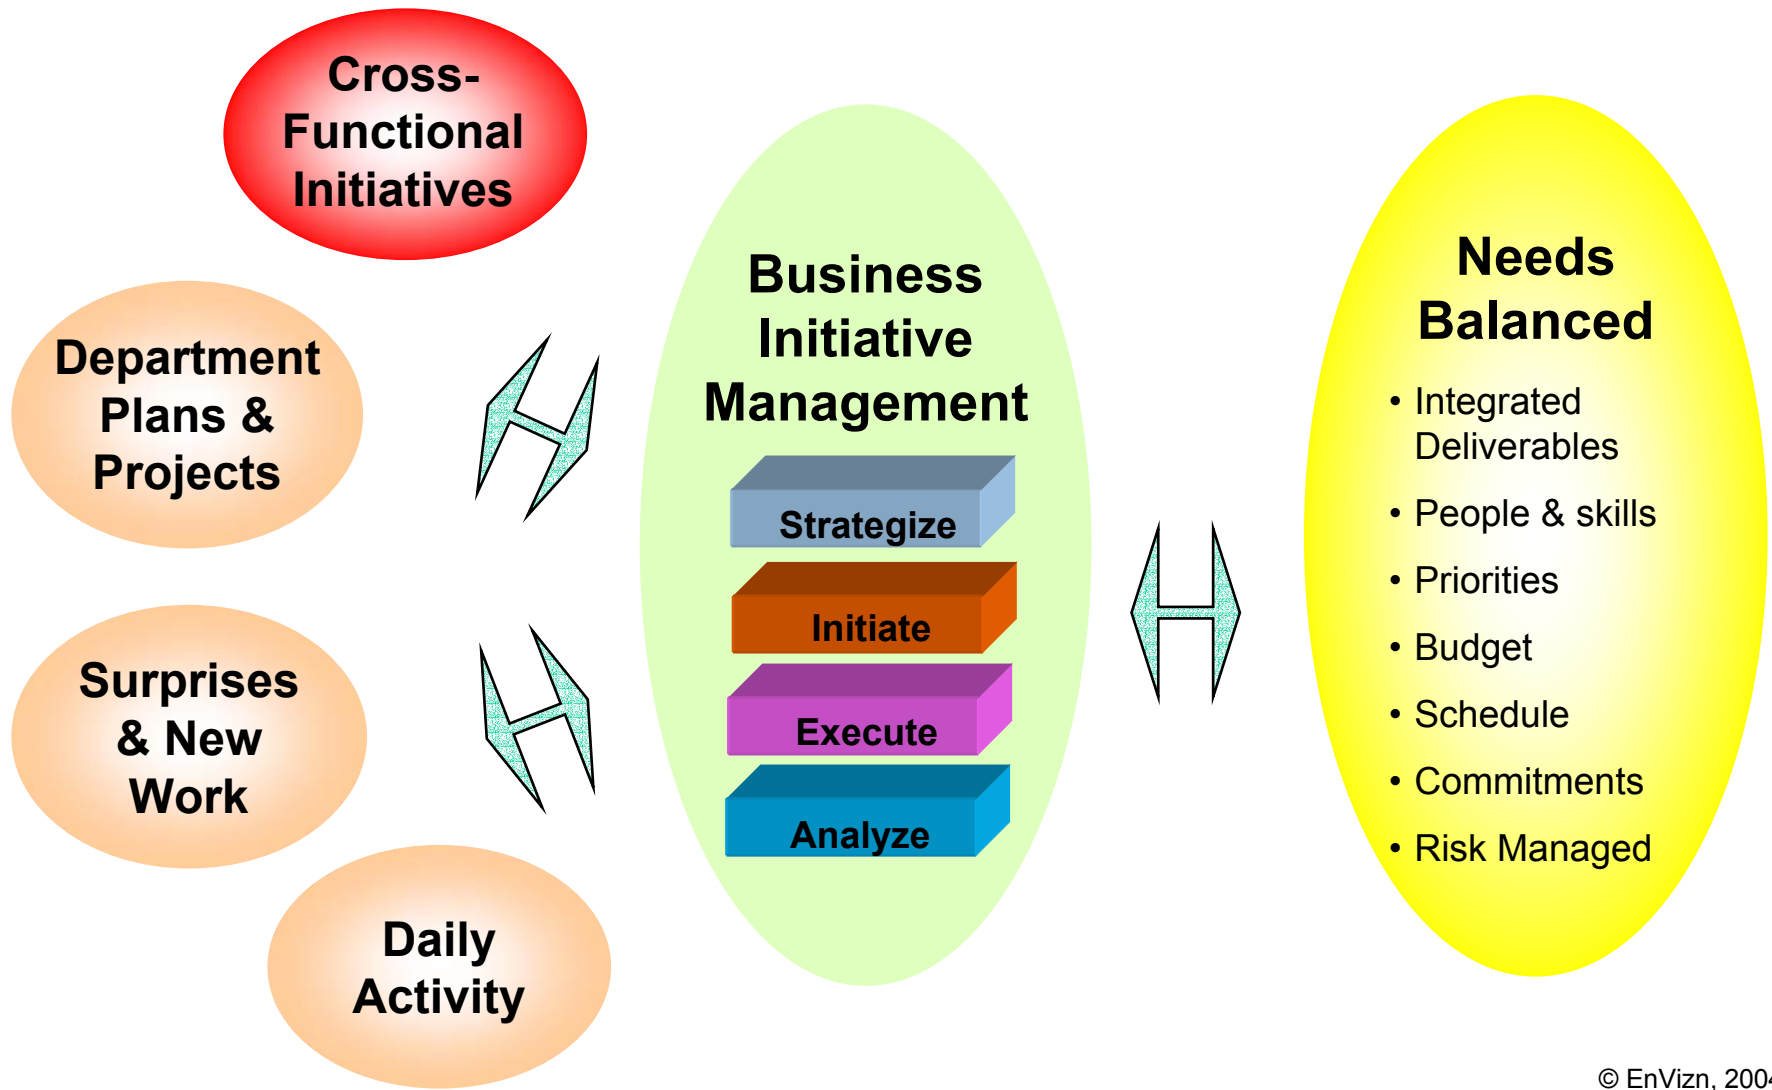 Cross-
Functional
Initiatives
Department
Plans &
Projects
Surprises
& New
Work
Daily
Activity
Business
Initiative
Management
Strategize
Initiate
Execute
Analyze
Needs
Balanced
• Integrated
Deliverables
• People & skills
• Priorities
• Budget
• Schedule
• Commitments
• Risk Managed
© EnVizn, 2004